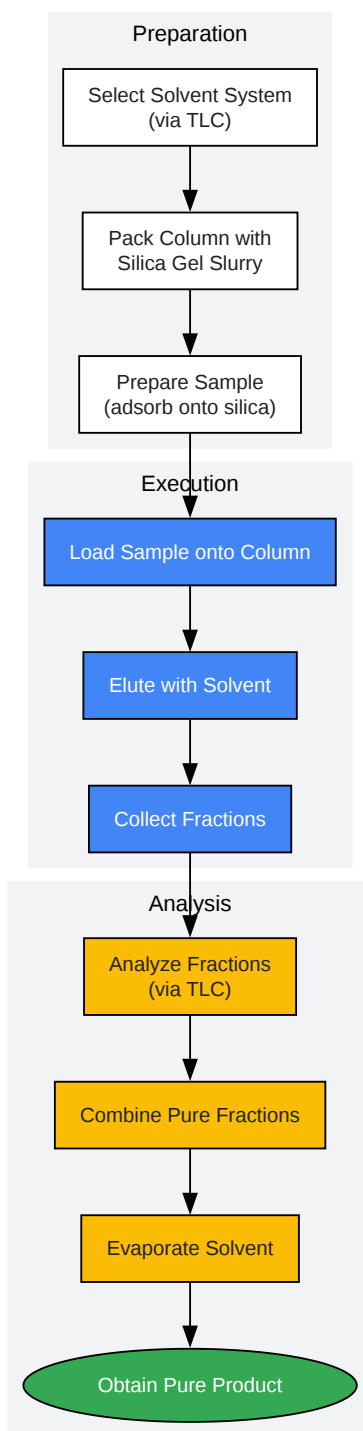 Preparation
Select Solvent System
(via TLC)
Pack Column with
Silica Gel Slurry
Prepare Sample
(adsorb onto silica)
Execution
Load Sample onto Column
Elute with Solvent
Collect Fractions
Analysis
Analyze Fractions
(via TLC)
Combine Pure Fractions
Evaporate Solvent
Obtain Pure Product